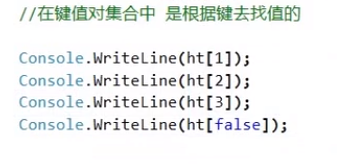 //在键值对集合中 是根据键去找值的
Console.WriteLine(ht[1]);
Console.WriteLine(ht[2]);
Console.WriteLine(ht[3]);
Console.WriteLine(ht[false]);